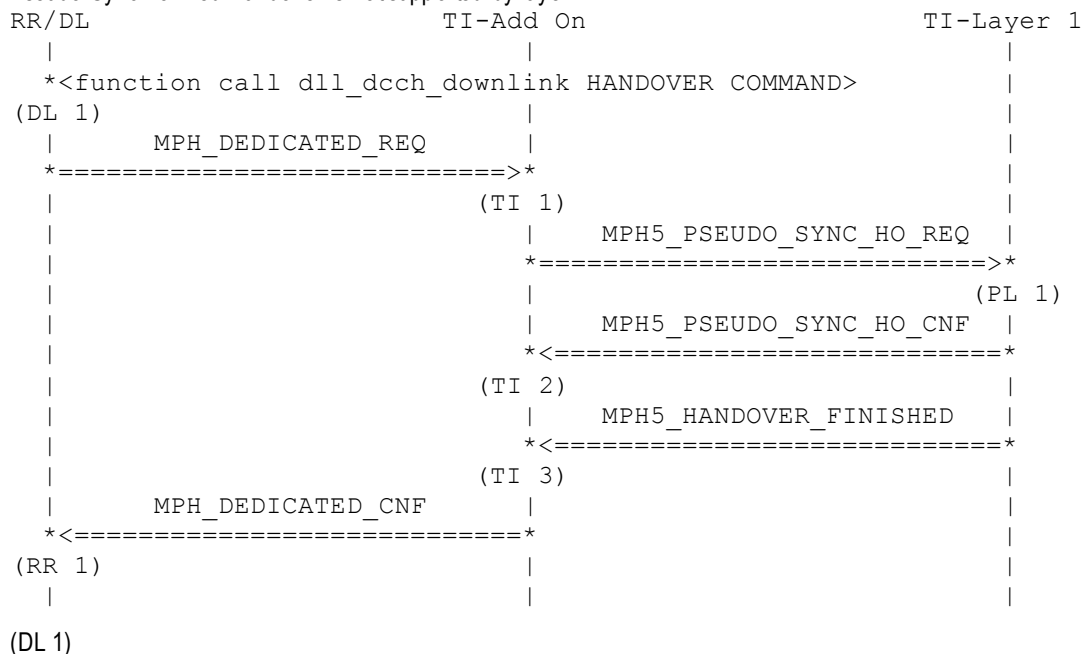 RR/DL TI-Add On TI-Layer 1
| | |
*<function call dll_dcch_downlink HANDOVER COMMAND> |
(DL 1) | |
| MPH_DEDICATED_REQ | |
*============================>* |
| (TI 1) |
| | MPH5_PSEUDO_SYNC_HO_REQ |
| *============================>*
| | (PL 1)
| | MPH5_PSEUDO_SYNC_HO_CNF |
| *<============================*
| (TI 2) |
| | MPH5_HANDOVER_FINISHED |
| *<============================*
| (TI 3) |
| MPH_DEDICATED_CNF | |
*<============================* |
(RR 1) | |
| | |
(DL 1)